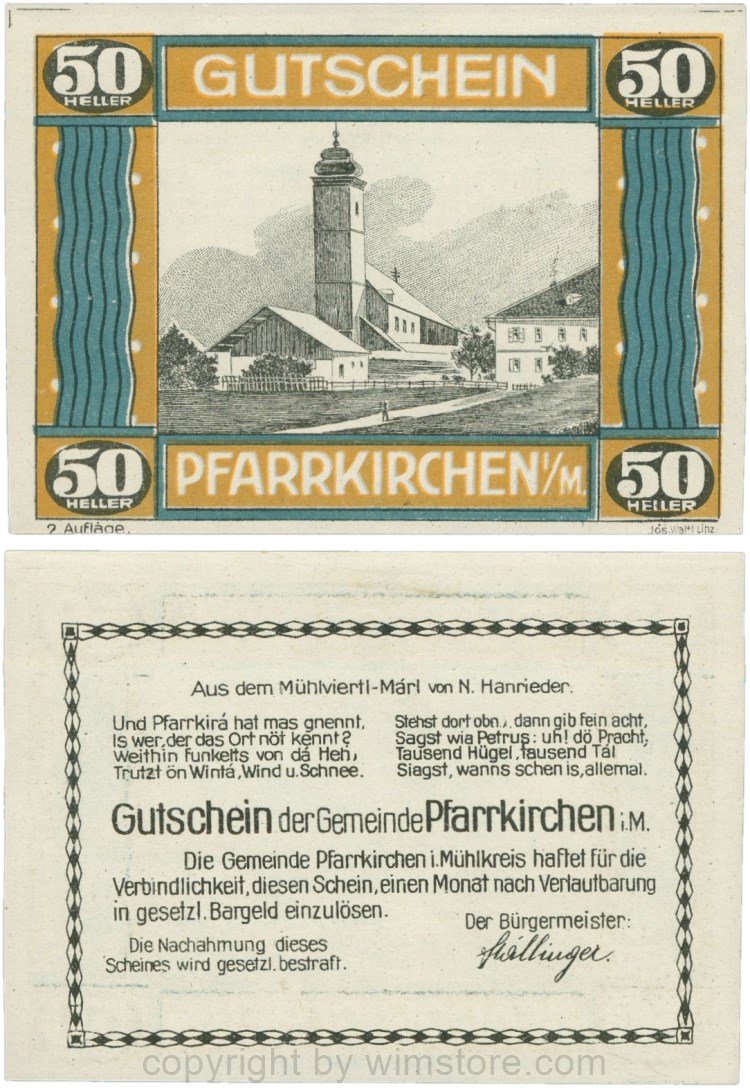 50 HELLER
GUTSCHEIN
50 HELLER
50 HELLER
PFARRKIRCHEN i/M.
50 HELLER
2. Auflage.
Jos. Waltl Linz
Aus dem Mühlviertl-Márl von N. Hanrieder.
Und Pfarrkirá hat mas gnennt,
Is wer, der das Ort nöt kennt?
Weithin funkelts von dá Heh,
Trutzt ön Wintá, Wind u. Schnee.
Stehst dort obn, dann gib fein acht,
Sagst wia Petrus: uh! dö Pracht,
Tausend Hügel, tausend Tál
Siagst, wanns schen is, allemal.
Gutschein der Gemeinde Pfarrkirchen i. M.
Die Gemeinde Pfarrkirchen i. Mühlkreis haftet für die
Verbindlichkeit, diesen Schein, einen Monat nach Verlautbarung
in gesetzl. Bargeld einzulösen.
Der Bürgermeister:
Die Nachahmung dieses
Scheines wird gesetzl. bestraft.
copyright by wimstore.com